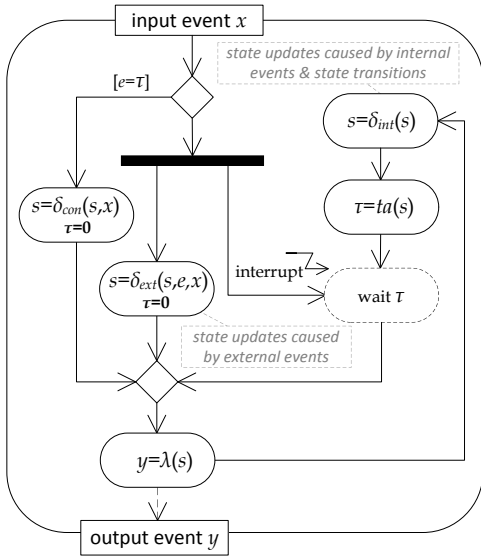 input event x
state updates caused by internal
events & state transitions
[e=τ]
s=δint(s)
s=δcon(s,x)
τ=0
τ=ta(s)
interrupt
s=δext(s,e,x)
τ=0
wait τ
state updates caused
by external events
y=λ(s)
output event y